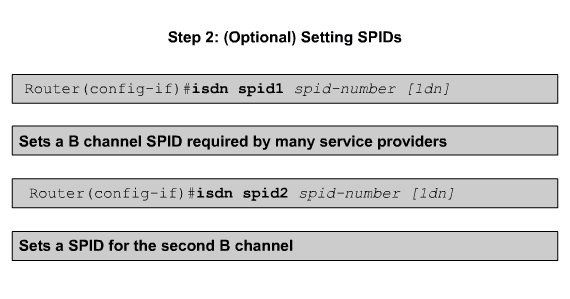 Step 2: (Optional) Setting SPIDs
Router(config-if)#isdn spid1 spid-number [1dn]
Sets a B channel SPID required by many service providers
Router(config-if)#isdn spid2 spid-number [1dn]
Sets a SPID for the second B channel